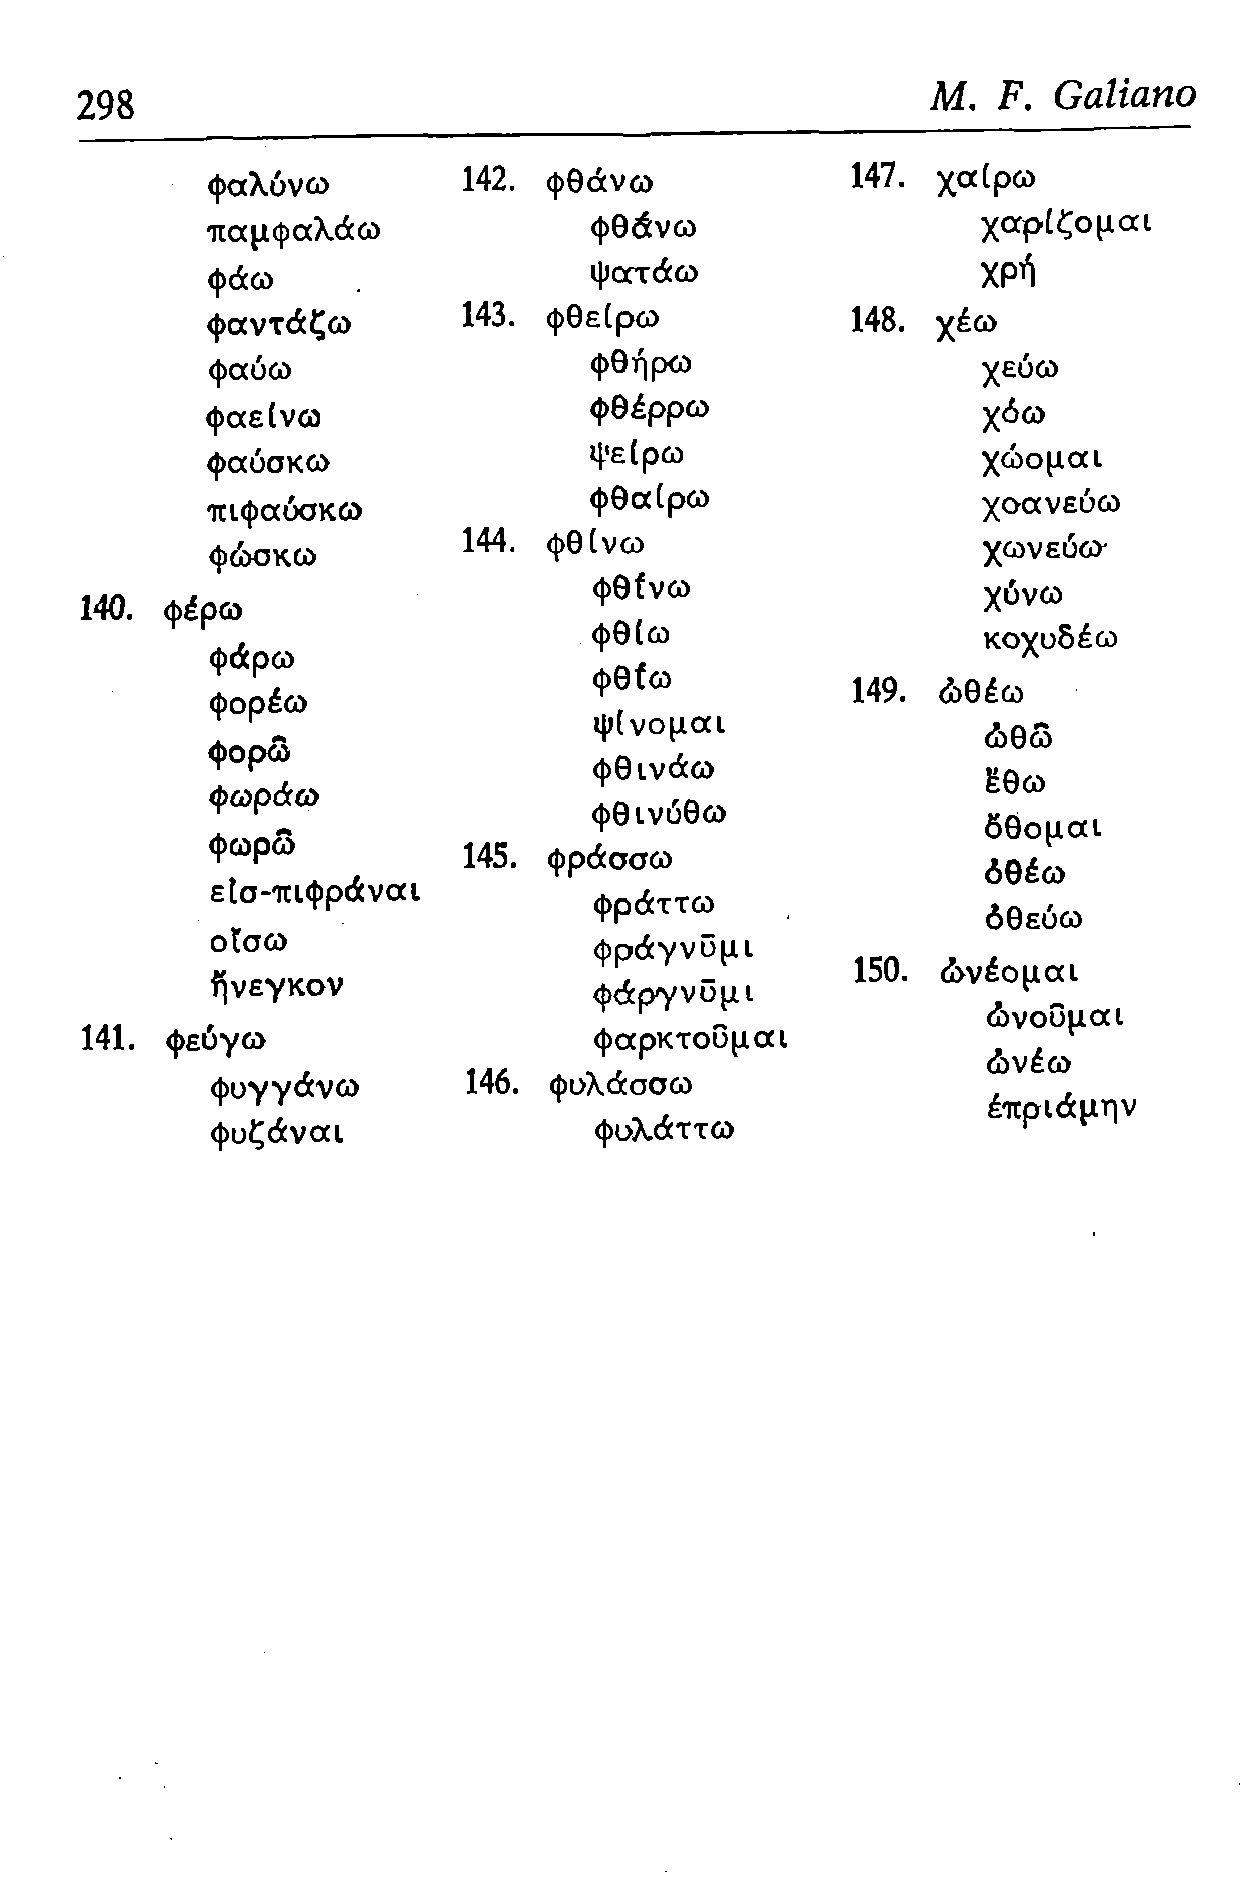 298
M. F. Galiano
φαλύνω
παμφαλάω
φάω
φαντάζω
φαύω
φαείνω
φαύσκω
πιφαύσκω
φώσκω
140. φέρω
φάρω
φορέω
φορῶ
φωράω
φωρῶ
εἰσ-πιφράναι
οἴσω
ἤνεγκον
141. φεύγω
φυγγάνω
φυζάναι
142. φθάνω
φθᾱ́νω
ψατάω
143. φθείρω
φθήρω
φθέρρω
ψείρω
φθαίρω
144. φθίνω
φθῑ́νω
φθίω
φθῑ́ω
ψίνομαι
φθινάω
φθινύθω
145. φράσσω
φράττω
φράγνῡμι
φάργνῡμι
φαρκτοῦμαι
146. φυλάσσω
φυλάττω
147. χαίρω
χαρίζομαι
χρή
148. χέω
χεύω
χόω
χώομαι
χοανεύω
χωνεύω
χύνω
κοχυδέω
149. ὠθέω
ὠθῶ
ἔθω
ὄθομαι
ὀθέω
ὀθεύω
150. ὠνέομαι
ὠνοῦμαι
ὠνέω
ἐπριάμην